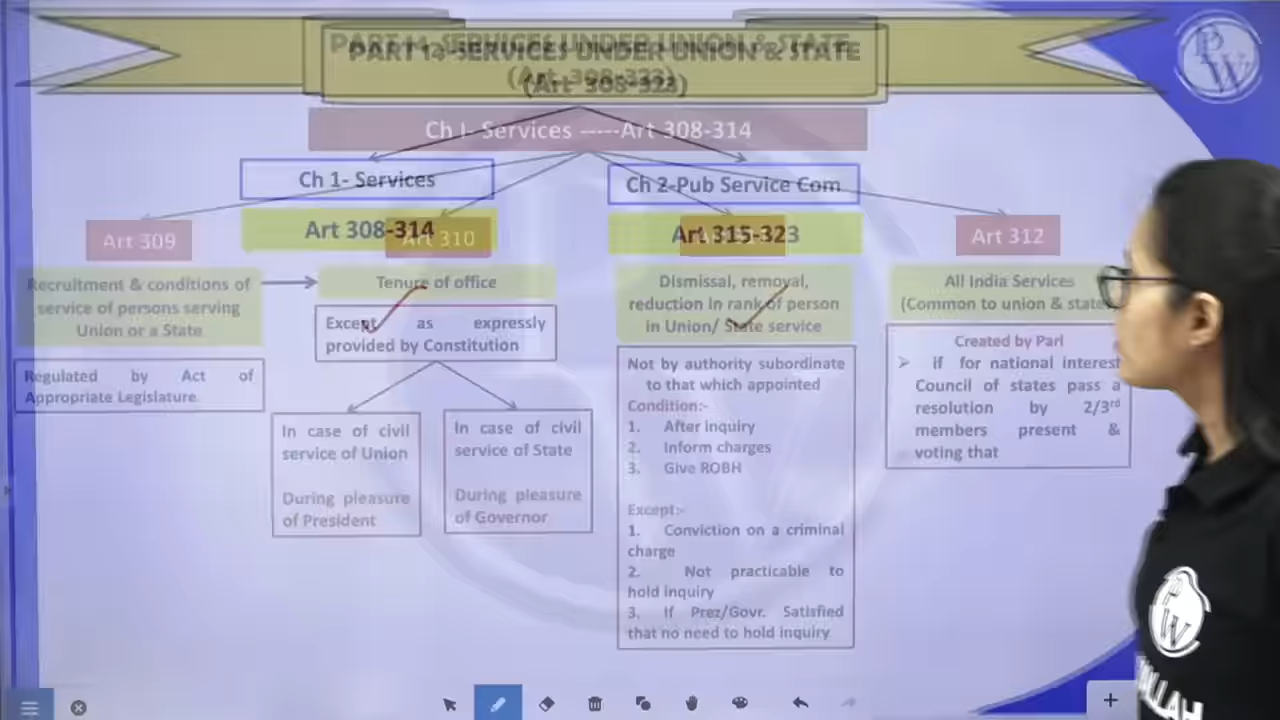 PART 14-SERVICES UNDER UNION & STATE
(Art 308-323)
Ch I- Services -----Art 308-314
Ch 1- Services
Ch 2-Pub Service Com
Art 308-314
Art 315-323
Art 309
Art 310
Art 312
Recruitment & conditions of
service of persons serving
Union or a State
Regulated by Act of
Appropriate Legislature
Tenure of office
Except as expressly
provided by Constitution
In case of civil
service of Union
During pleasure
of President
In case of civil
service of State
During pleasure
of Governor
Dismissal, removal,
reduction in rank of person
in Union/ State service
Not by authority subordinate
to that which appointed
Condition:-
1. After inquiry
2. Inform charges
3. Give ROBH
Except:-
1. Conviction on a criminal
charge
2. Not practicable to
hold inquiry
3. If Prez/Govr. Satisfied
that no need to hold inquiry
All India Services
(Common to union & state
Created by Parl
if for national interest
Council of states pass a
resolution by 2/3rd
members present &
voting that
PW